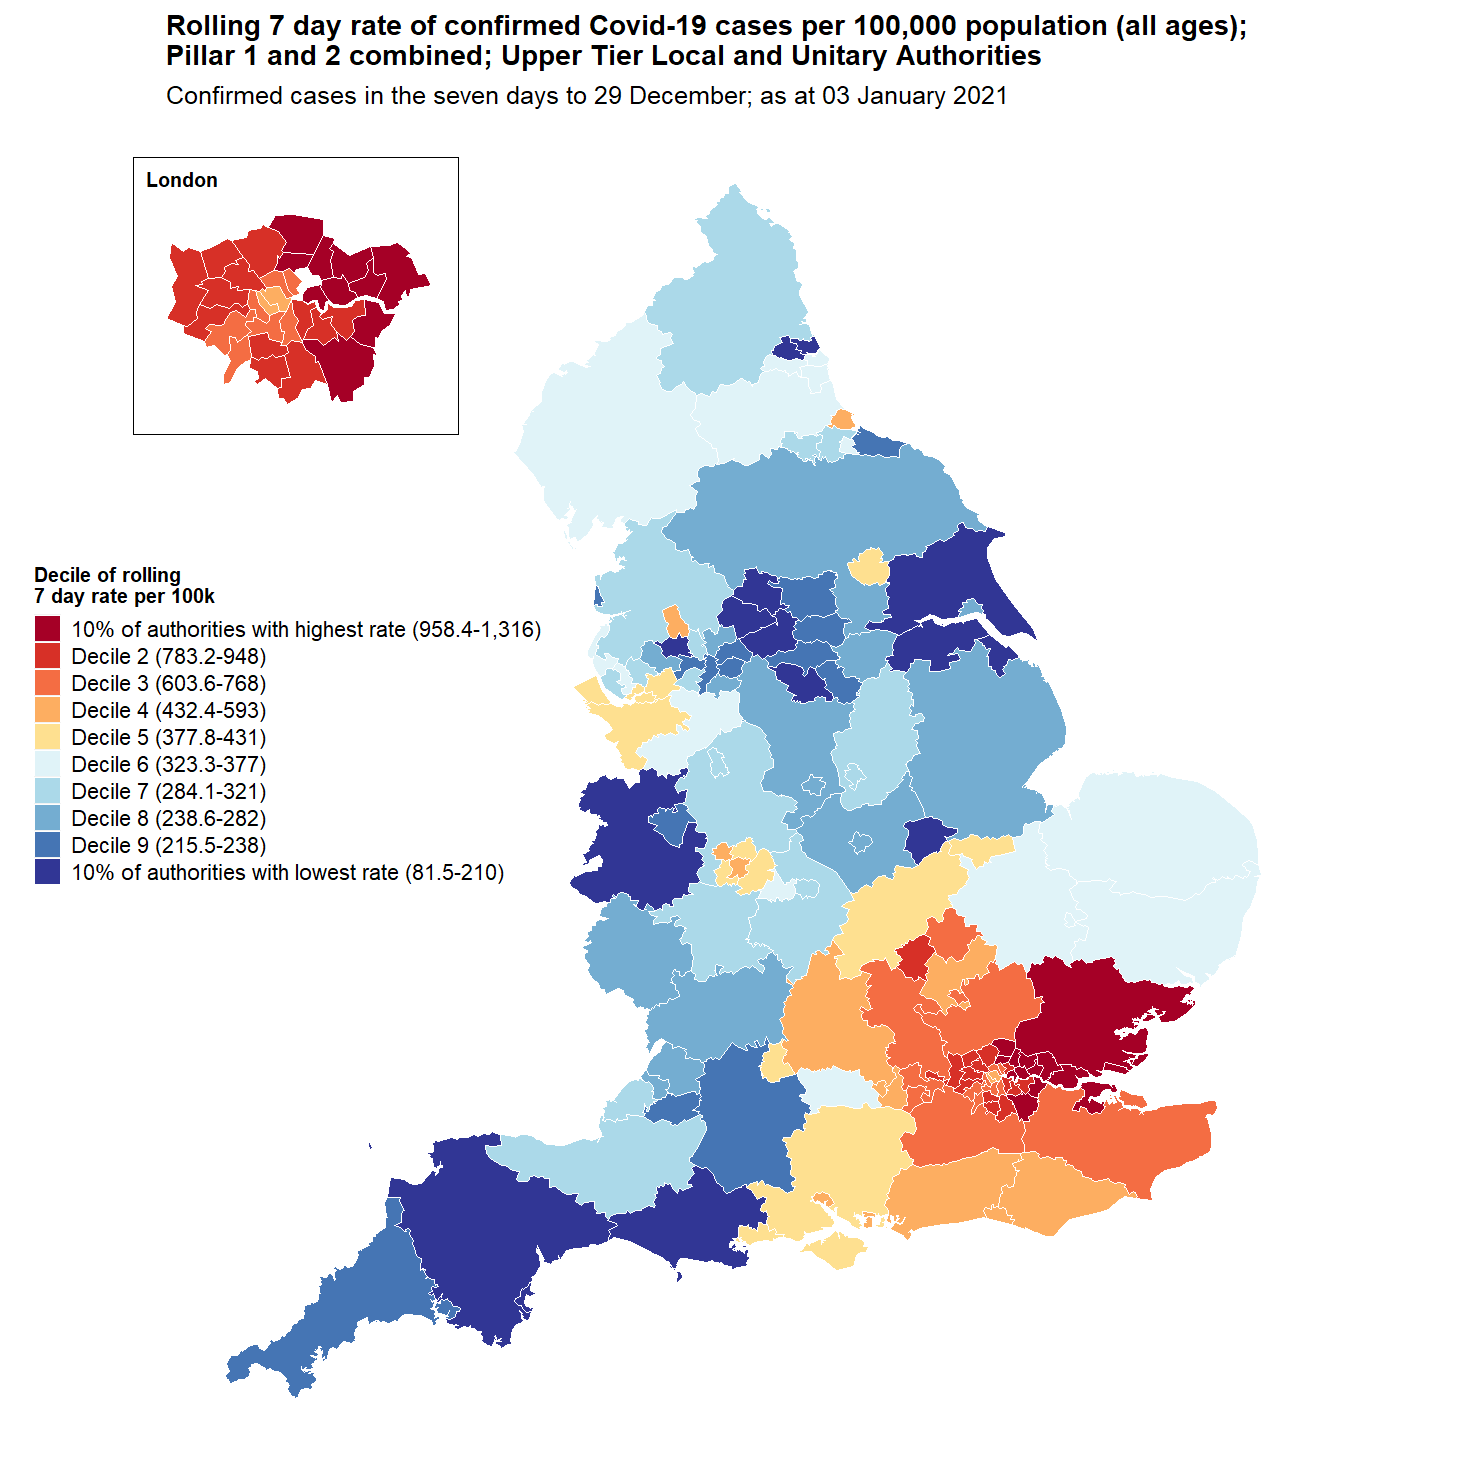 Rolling 7 day rate of confirmed Covid-19 cases per 100,000 population (all ages);
Pillar 1 and 2 combined; Upper Tier Local and Unitary Authorities
Confirmed cases in the seven days to 29 December; as at 03 January 2021
London
Decile of rolling
7 day rate per 100k
10% of authorities with highest rate (958.4-1,316)
Decile 2 (783.2-948)
Decile 3 (603.6-768)
Decile 4 (432.4-593)
Decile 5 (377.8-431)
Decile 6 (323.3-377)
Decile 7 (284.1-321)
Decile 8 (238.6-282)
Decile 9 (215.5-238)
10% of authorities with lowest rate (81.5-210)